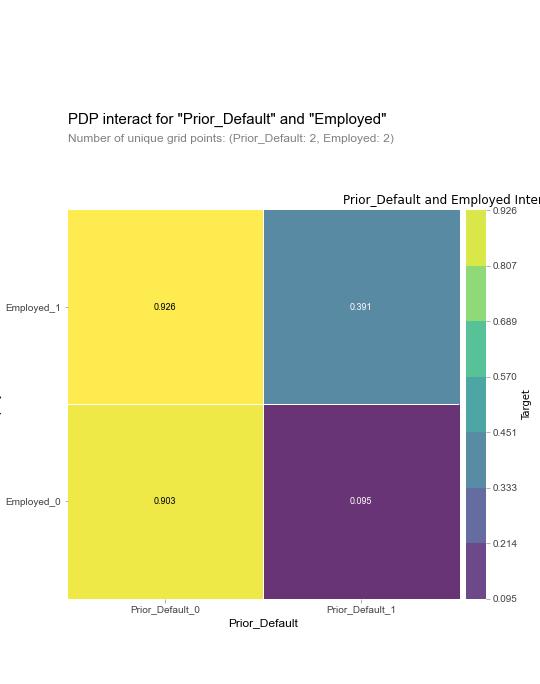 PDP interact for "Prior_Default" and "Employed"
Number of unique grid points: (Prior_Default: 2, Employed: 2)
Prior_Default and Employed Inter
0.926
0.807
0.689
0.570
0.451
0.333
0.214
0.095
Target
Employed_1
0.926
0.391
Employed_0
0.903
0.095
Prior_Default_0
Prior_Default_1
Prior_Default